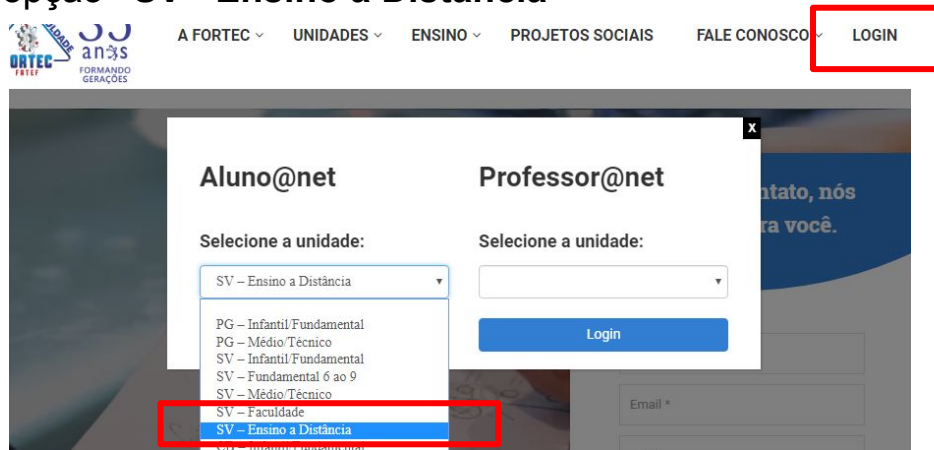 opção "SV - Ensino a Distância"
ORTEC
FATEF
anos
FORMANDO
GERAÇÕES
A FORTEC UNIDADES ENSINO PROJETOS SOCIAIS FALE CONOSCO LOGIN
X
Aluno@net Professor@net
ntato, nós
ra você.
Selecione a unidade: Selecione a unidade:
SV – Ensino a Distância
PG – Infantil/Fundamental
PG – Médio/Técnico
Login
SV – Infantil/Fundamental
SV – Fundamental 6 ao 9
SV – Médio/Técnico
Email *
SV – Faculdade
SV – Ensino a Distância